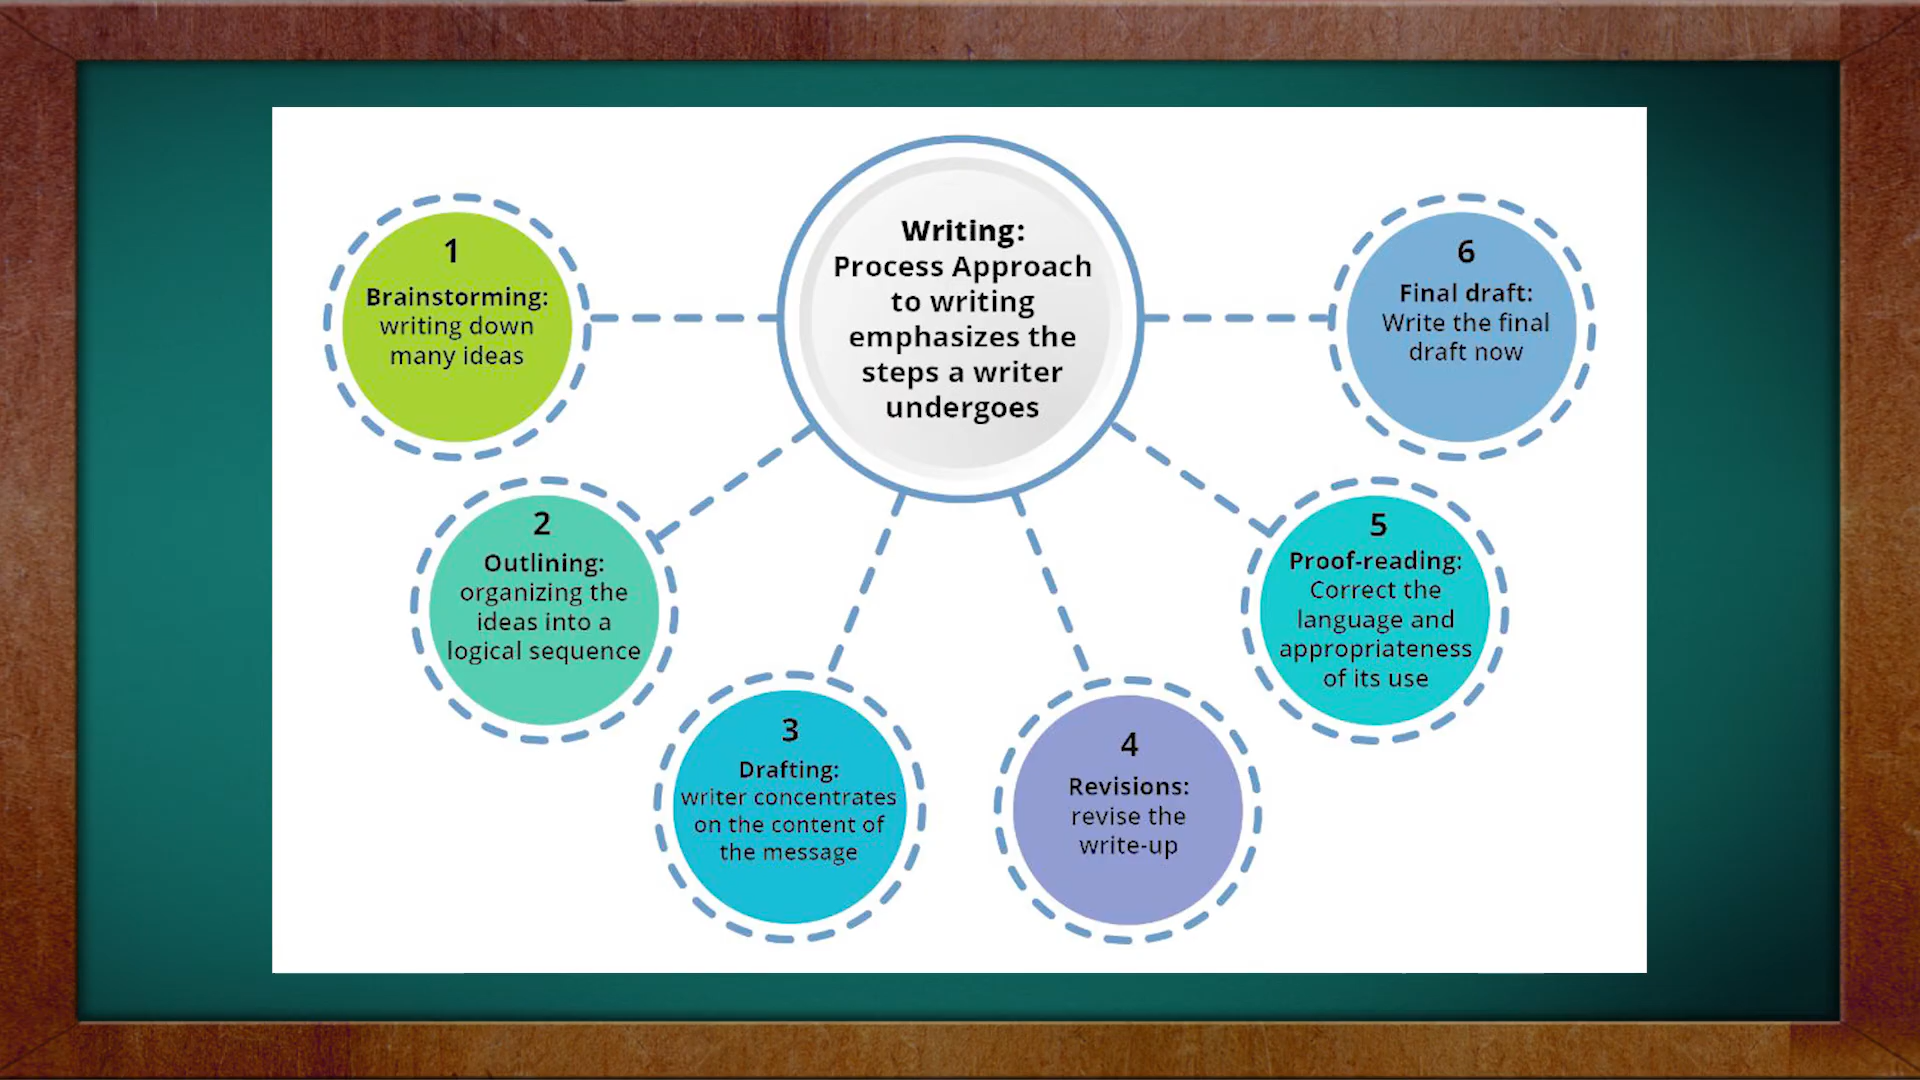 Writing:
Process Approach
to writing
emphasizes the
steps a writer
undergoes
1
Brainstorming:
writing down
many ideas
2
Outlining:
organizing the
ideas into a
logical sequence
3
Drafting:
writer concentrates
on the content of
the message
4
Revisions:
revise the
write-up
5
Proof-reading:
Correct the
language and
appropriateness
of its use
6
Final draft:
Write the final
draft now